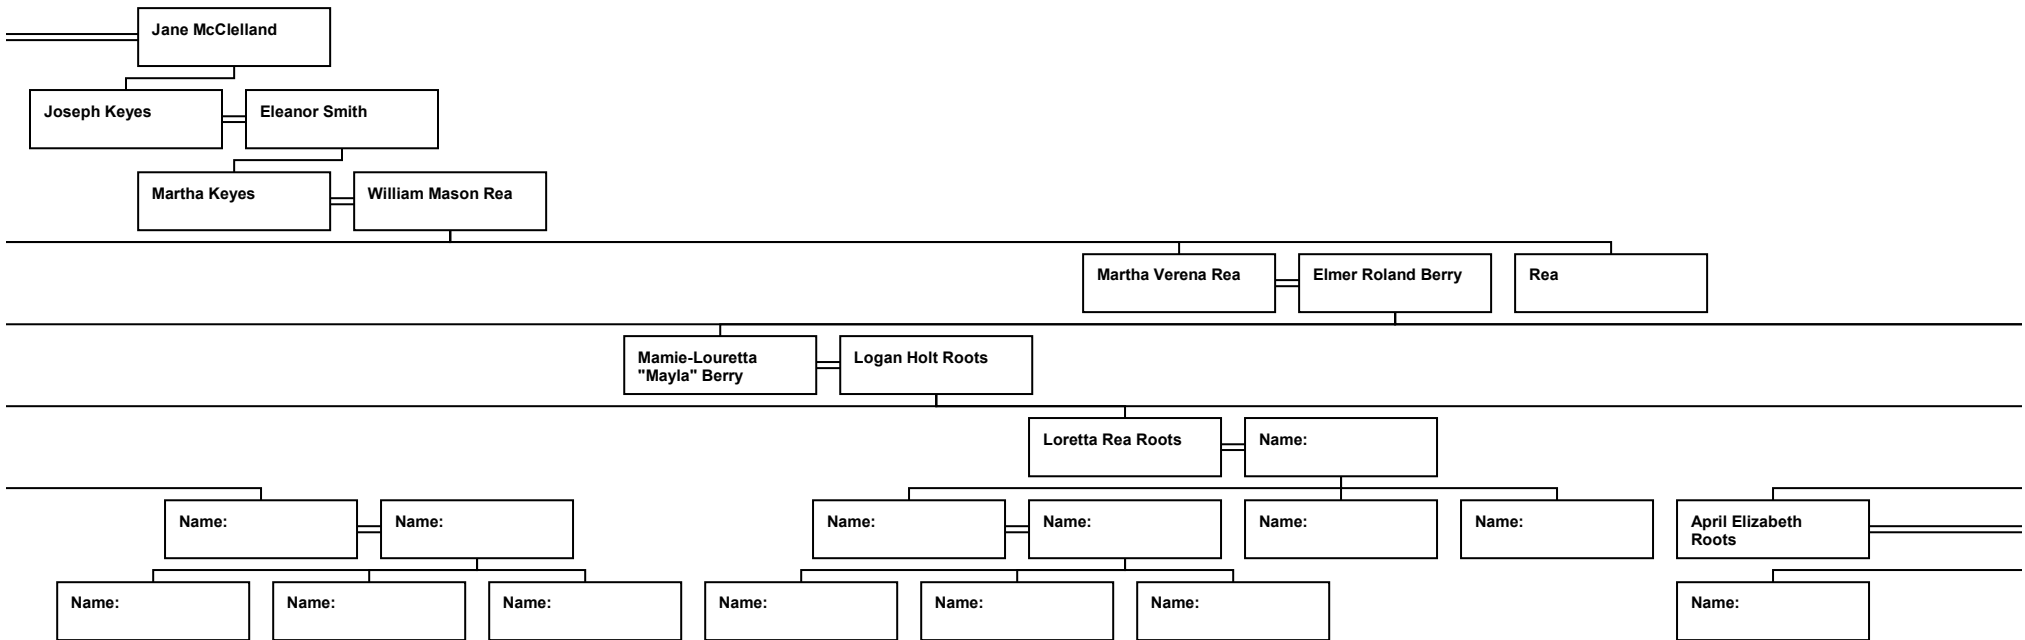 Jane McClelland
Joseph Keyes
Eleanor Smith
Martha Keyes
William Mason Rea
Martha Verena Rea
Elmer Roland Berry
Rea
Mamie-Louretta
"Mayla" Berry
Logan Holt Roots
Loretta Rea Roots
Name:
Name:
Name:
Name:
Name:
Name:
Name:
April Elizabeth
Roots
Name:
Name:
Name:
Name:
Name:
Name:
Name: